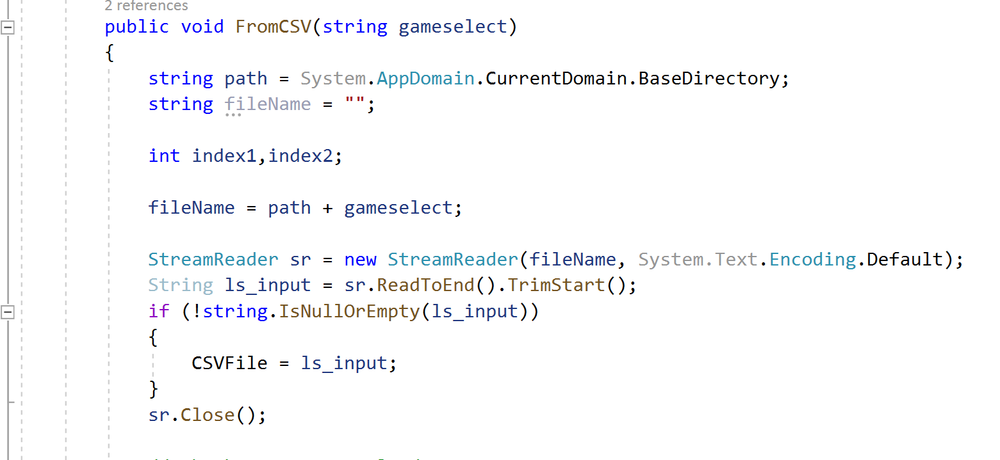 2 references
public void FromCSV(string gameselect)
{
string path = System.AppDomain.CurrentDomain.BaseDirectory;
string fileName = "";
int index1,index2;
fileName = path + gameselect;
StreamReader sr = new StreamReader(fileName, System.Text.Encoding.Default);
String ls_input = sr.ReadToEnd().TrimStart();
if (!string.IsNullOrEmpty(ls_input))
{
CSVFile = ls_input;
}
sr.Close();